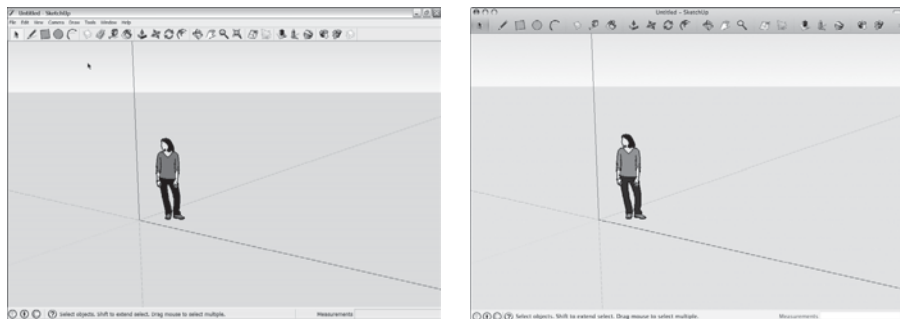 Untitled - SketchUp
File Edit View Camera Draw Tools Window Help
Select objects. Shift to extend select. Drag mouse to select multiple.
Measurements
Untitled - SketchUp
Select objects. Shift to extend select. Drag mouse to select multiple.
Measurements